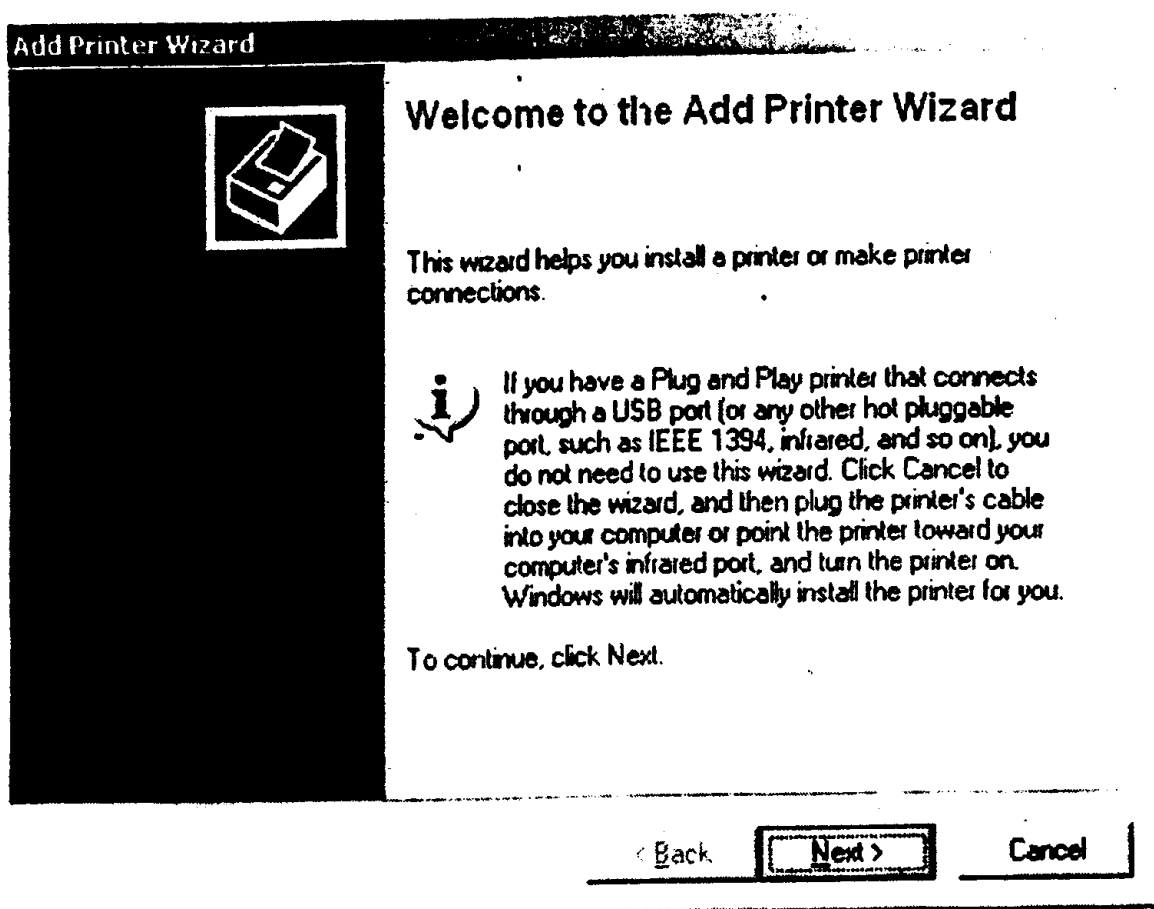 Add Printer Wizard
Welcome to the Add Printer Wizard
This wizard helps you install a printer or make printer
connections.
If you have a Plug and Play printer that connects
through a USB port (or any other hot pluggable
port, such as IEEE 1394, infrared, and so on), you
do not need to use this wizard. Click Cancel to
close the wizard, and then plug the printer's cable
into your computer or point the printer toward your
computer's infrared port, and turn the printer on.
Windows will automatically install the printer for you.
To continue, click Next.
< Back Next > Cancel